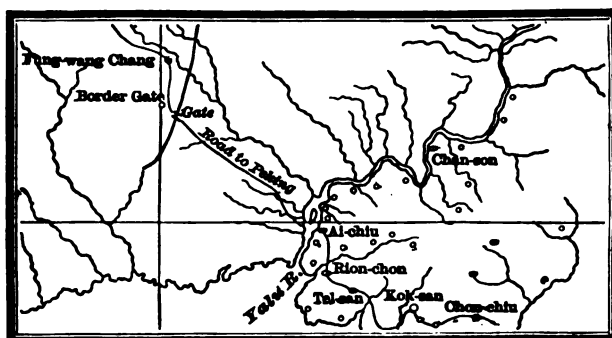 Fung-wang Chang
Border Gate
Gate
Road to Peking
Chan-son
Ai-chiu
Rion-chon
Yalu R.
Tal-san
Kok-san
Chon-chiu